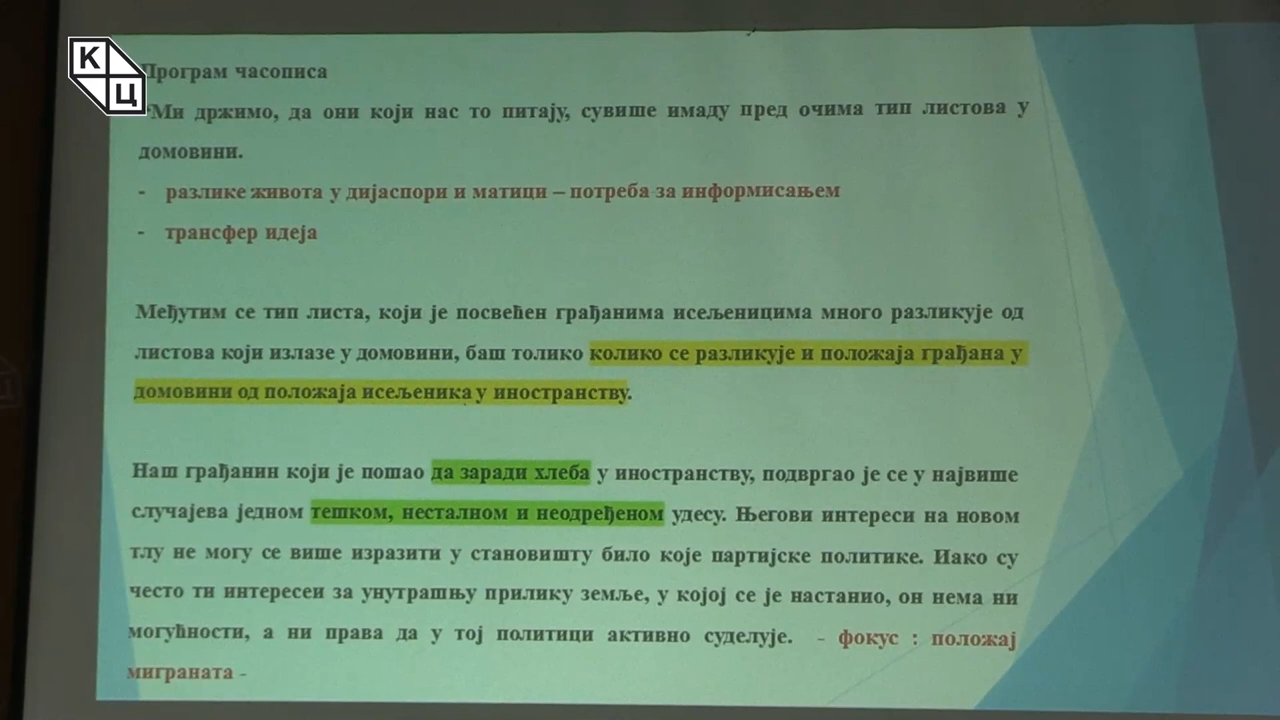 К
Ц
Програм часописа
"Ми држимо, да они који нас то питају, сувише имаду пред очима тип листова у
домовини.
- разлике живота у дијаспори и матици – потреба за информисањем
- трансфер идеја
Међутим се тип листа, који је посвећен грађанима исељеницима много разликује од
листова који излазе у домовини, баш толико колико се разликује и положаја грађана у
домовини од положаја исељеника у иностранству.
Наш грађанин који је пошао да заради хлеба у иностранству, подвргао је се у највише
случајева једном тешком, несталном и неодређеном удесу. Његови интереси на новом
тлу не могу се више изразити у становишту било које партијске политике. Иако су
често ти интересеи за унутрашњу прилику земље, у којој се је настанио, он нема ни
могућности, а ни права да у тој политици активно суделује. - фокус : положај
миграната -